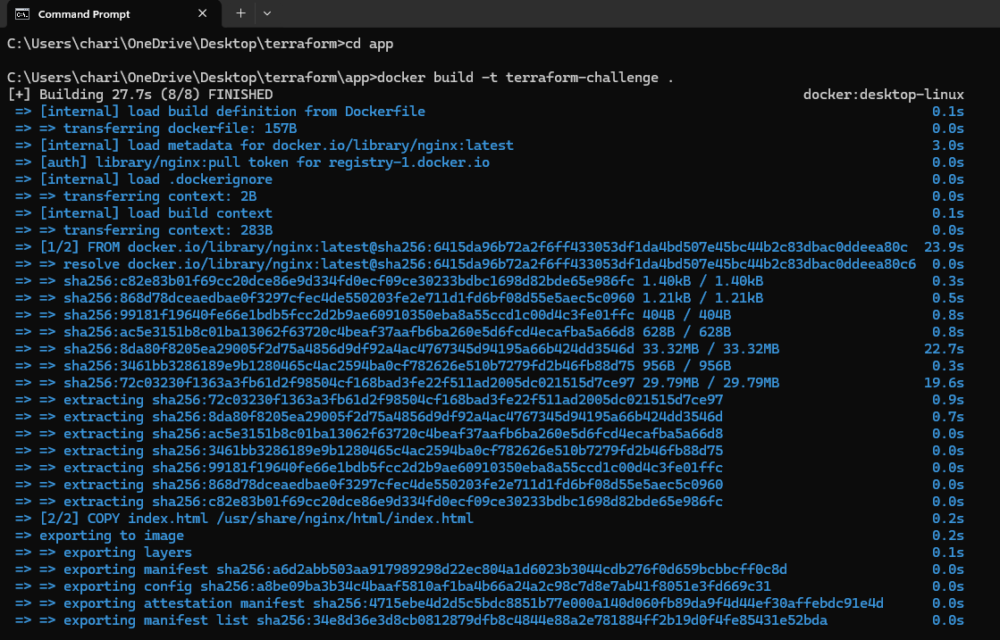 Command Prompt
C:\Users\chari\OneDrive\Desktop\terraform>cd app
C:\Users\chari\OneDrive\Desktop\terraform\app>docker build -t terraform-challenge .
[+] Building 27.7s (8/8) FINISHED docker:desktop-linux
=> [internal] load build definition from Dockerfile 0.1s
=> => transferring dockerfile: 157B 0.0s
=> [internal] load metadata for docker.io/library/nginx:latest 3.0s
=> [auth] library/nginx:pull token for registry-1.docker.io 0.0s
=> [internal] load .dockerignore 0.0s
=> => transferring context: 2B 0.0s
=> [internal] load build context 0.1s
=> => transferring context: 283B 0.0s
=> [1/2] FROM docker.io/library/nginx:latest@sha256:6415da96b72a2f6ff433053df1da4bd507e45bc44b2c83dbac0ddeea80c 23.9s
=> => resolve docker.io/library/nginx:latest@sha256:6415da96b72a2f6ff433053df1da4bd507e45bc44b2c83dbac0ddeea80c6 0.0s
=> => sha256:c82e83b01f69cc20dce86e9d334fd0ecf09ce30233bdbc1698d82bde65e986fc 1.40kB / 1.40kB 0.3s
=> => sha256:868d78dceaedbae0f3297cfec4de550203fe2e711d1fd6bf08d55e5aec5c0960 1.21kB / 1.21kB 0.5s
=> => sha256:99181f19640fe66e1bdb5fcc2d2b9ae60910350eba8a55ccd1c00d4c3fe01ffc 404B / 404B 0.8s
=> => sha256:ac5e3151b8c01ba13062f63720c4beaf37aafb6ba260e5d6fcd4ecafba5a66d8 628B / 628B 0.8s
=> => sha256:8da80f8205ea29005f2d75a4856d9df92a4ac4767345d94195a66b424dd3546d 33.32MB / 33.32MB 22.7s
=> => sha256:3461bb3286189e9b1280465c4ac2594ba0cf782626e510b7279fd2b46fb88d75 956B / 956B 0.3s
=> => sha256:72c03230f1363a3fb61d2f98504cf168bad3fe22f511ad2005dc021515d7ce97 29.79MB / 29.79MB 19.6s
=> => extracting sha256:72c03230f1363a3fb61d2f98504cf168bad3fe22f511ad2005dc021515d7ce97 0.9s
=> => extracting sha256:8da80f8205ea29005f2d75a4856d9df92a4ac4767345d94195a66b424dd3546d 0.7s
=> => extracting sha256:ac5e3151b8c01ba13062f63720c4beaf37aafb6ba260e5d6fcd4ecafba5a66d8 0.0s
=> => extracting sha256:3461bb3286189e9b1280465c4ac2594ba0cf782626e510b7279fd2b46fb88d75 0.0s
=> => extracting sha256:99181f19640fe66e1bdb5fcc2d2b9ae60910350eba8a55ccd1c00d4c3fe01ffc 0.0s
=> => extracting sha256:868d78dceaedbae0f3297cfec4de550203fe2e711d1fd6bf08d55e5aec5c0960 0.0s
=> => extracting sha256:c82e83b01f69cc20dce86e9d334fd0ecf09ce30233bdbc1698d82bde65e986fc 0.0s
=> [2/2] COPY index.html /usr/share/nginx/html/index.html 0.2s
=> exporting to image 0.2s
=> => exporting layers 0.1s
=> => exporting manifest sha256:a6d2abb503aa917989298d22ec804a1d6023b3044cdb276f0d659bcbbcff0c8d 0.0s
=> => exporting config sha256:a8be09ba3b34c4baaf5810af1ba4b66a24a2c98c7d8e7ab41f8051e3fd669c31 0.0s
=> => exporting attestation manifest sha256:4715ebe4d2d5c5bdc8851b77e000a140d060fb89da9f4d44ef30affebdc91e4d 0.0s
=> => exporting manifest list sha256:34e8d36e3d8cb0812879dfb8c4844e88a2e781884ff2b19d0f4fe85431e52bda 0.0s